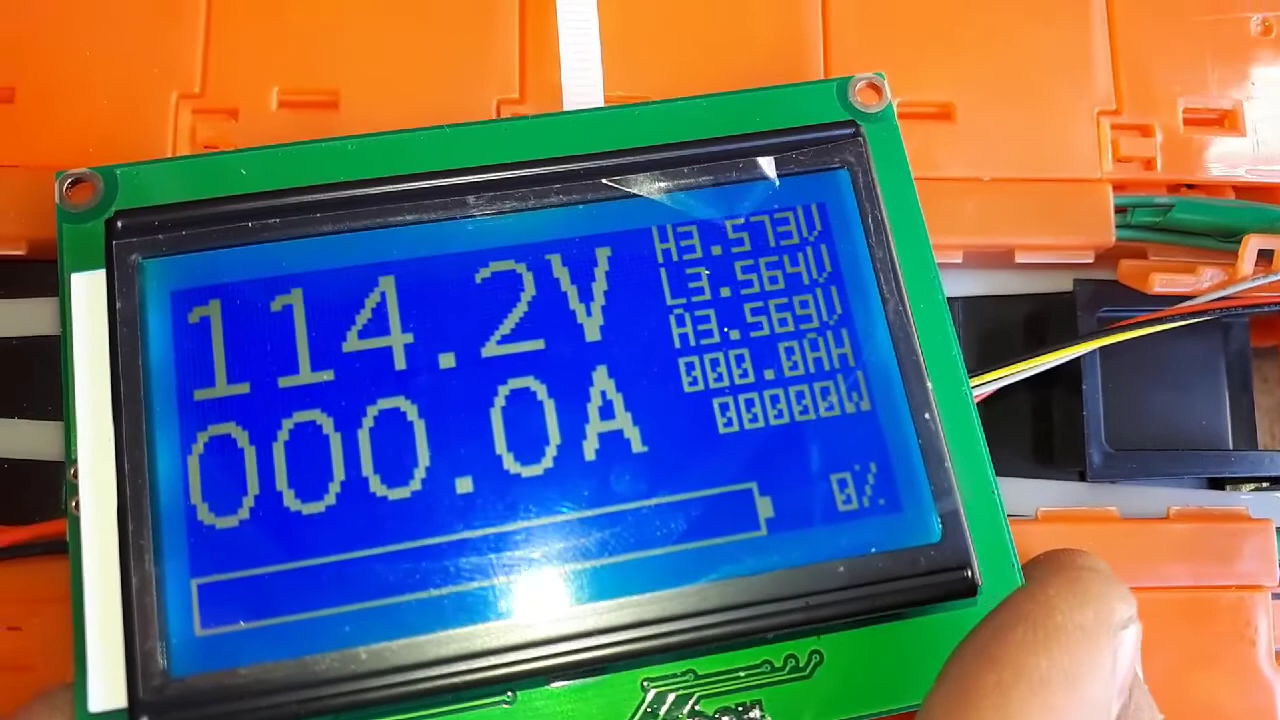 114.2V
000.0A
H3.573V
L3.564V
A3.569V
000.0AH
00000W
0%